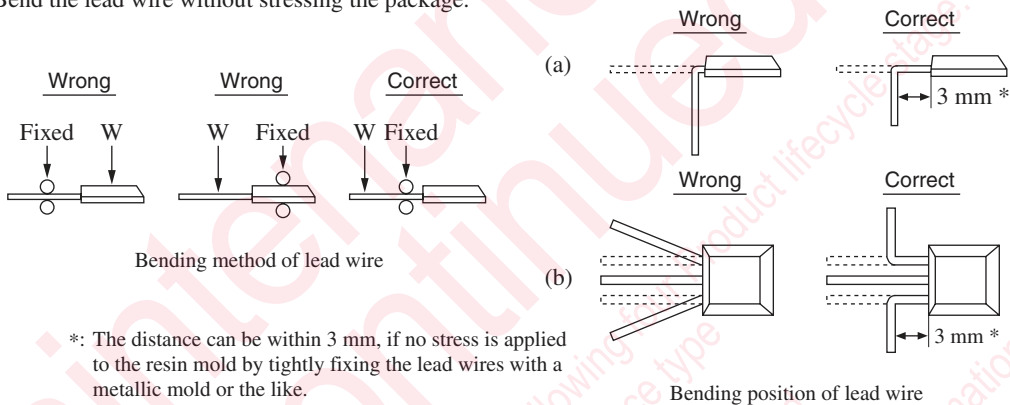 Bend the lead wire without stressing the package.
Wrong Wrong Correct
Fixed W W Fixed W Fixed
Bending method of lead wire
*: The distance can be within 3 mm, if no stress is applied
to the resin mold by tightly fixing the lead wires with a
metallic mold or the like.
Wrong Correct
(a)
3 mm *
Wrong Correct
(b)
3 mm *
Bending position of lead wire
lifecycle stage.